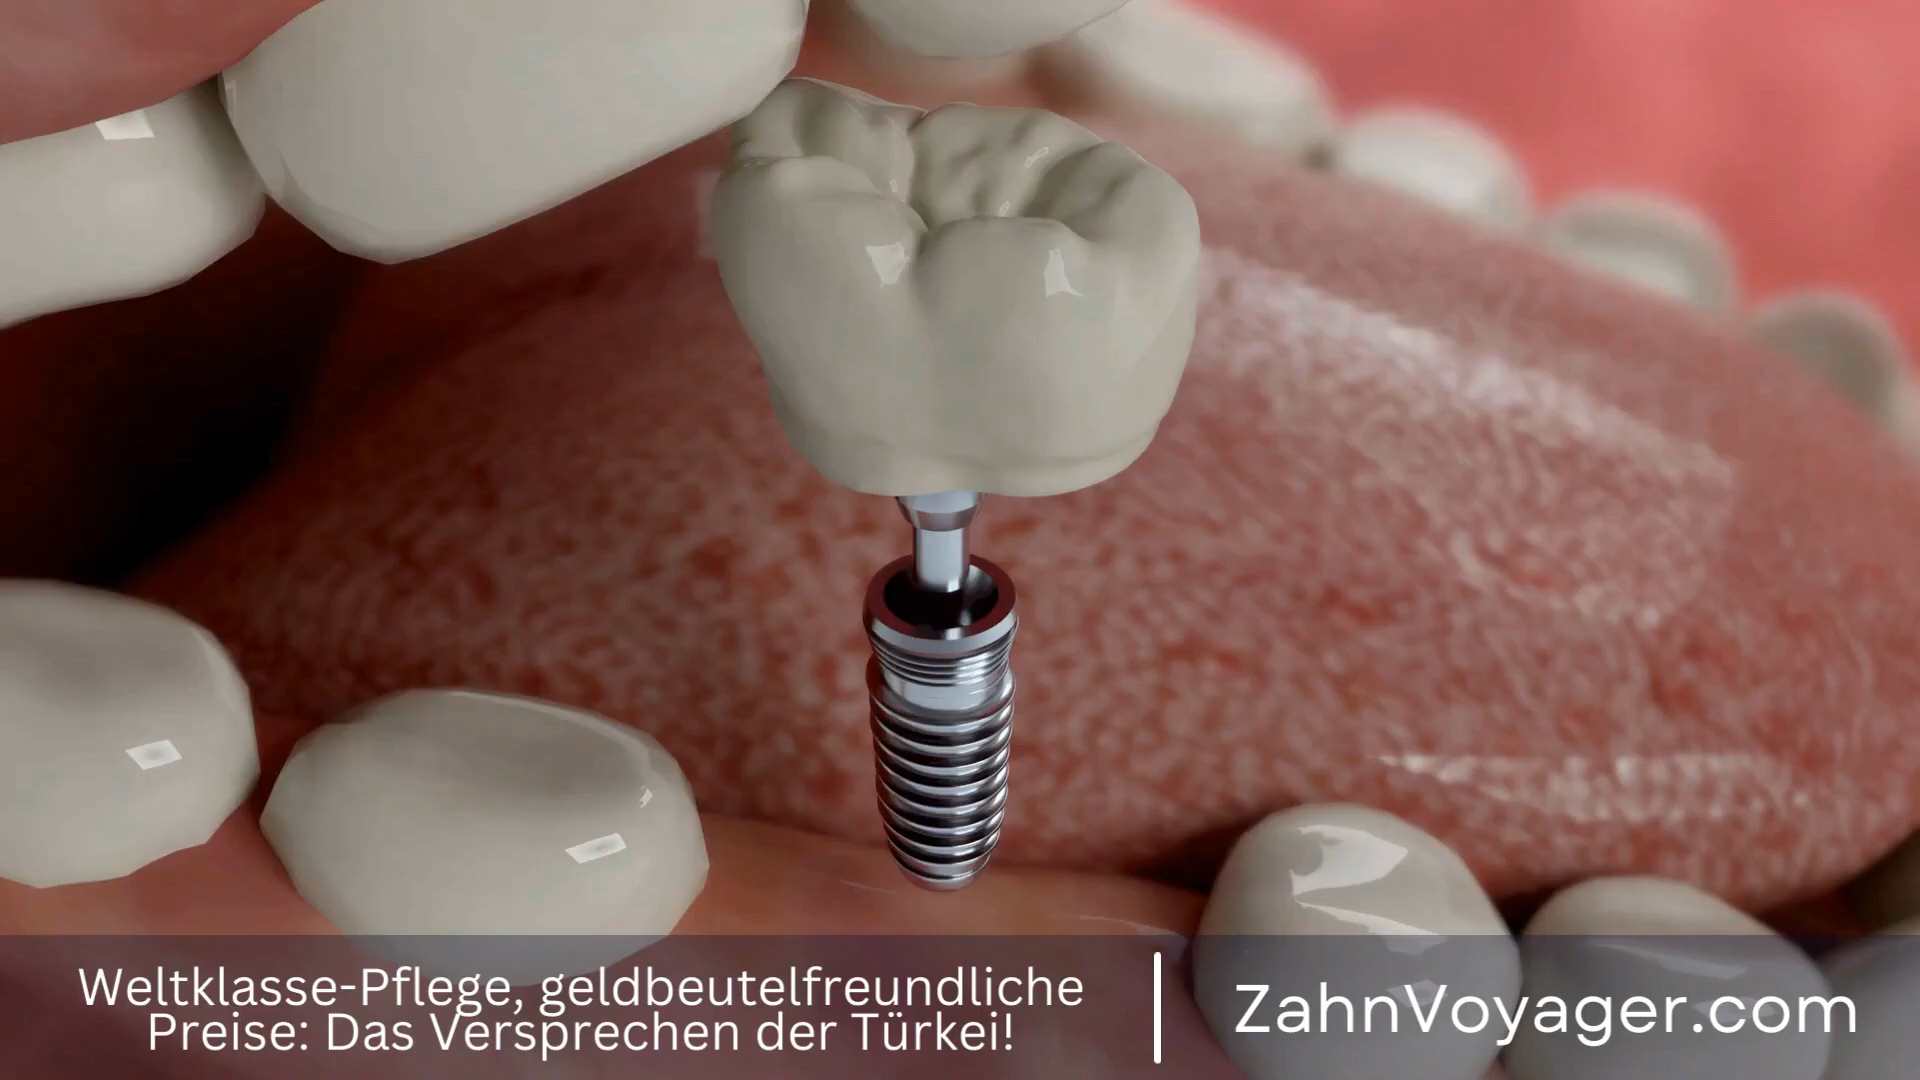 Weltklasse-Pflege, geldbeutelfreundliche
Preise: Das Versprechen der Türkei!
ZahnVoyager.com